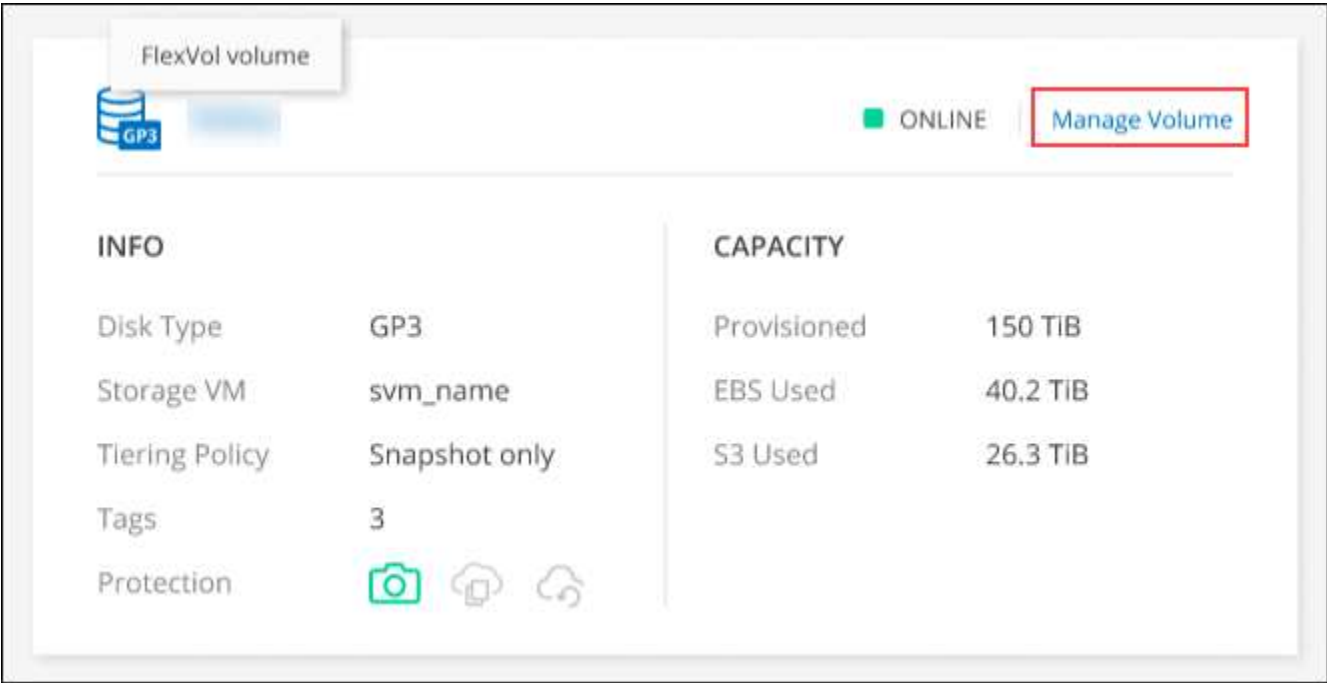 FlexVol volume
GP3
ONLINE
Manage Volume
INFO
Disk Type GP3
Storage VM svm_name
Tiering Policy Snapshot only
Tags 3
Protection
CAPACITY
Provisioned 150 TiB
EBS Used 40.2 TiB
S3 Used 26.3 TiB